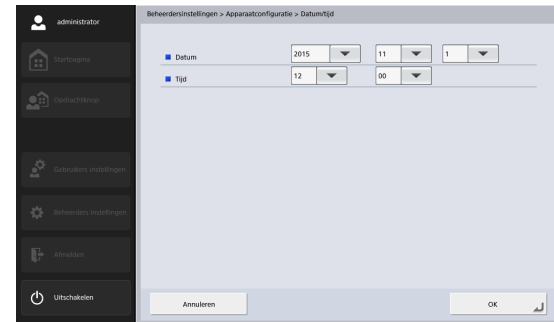 administrator
Startpagina
Opdrachtknop
Gebruikers instellingen
Beheerders instellingen
Afmelden
Uitschakelen
Beheerdersinstellingen > Apparaatconfiguratie > Datum/tijd
Datum 2015 11 1
Tijd 12 00
Annuleren OK